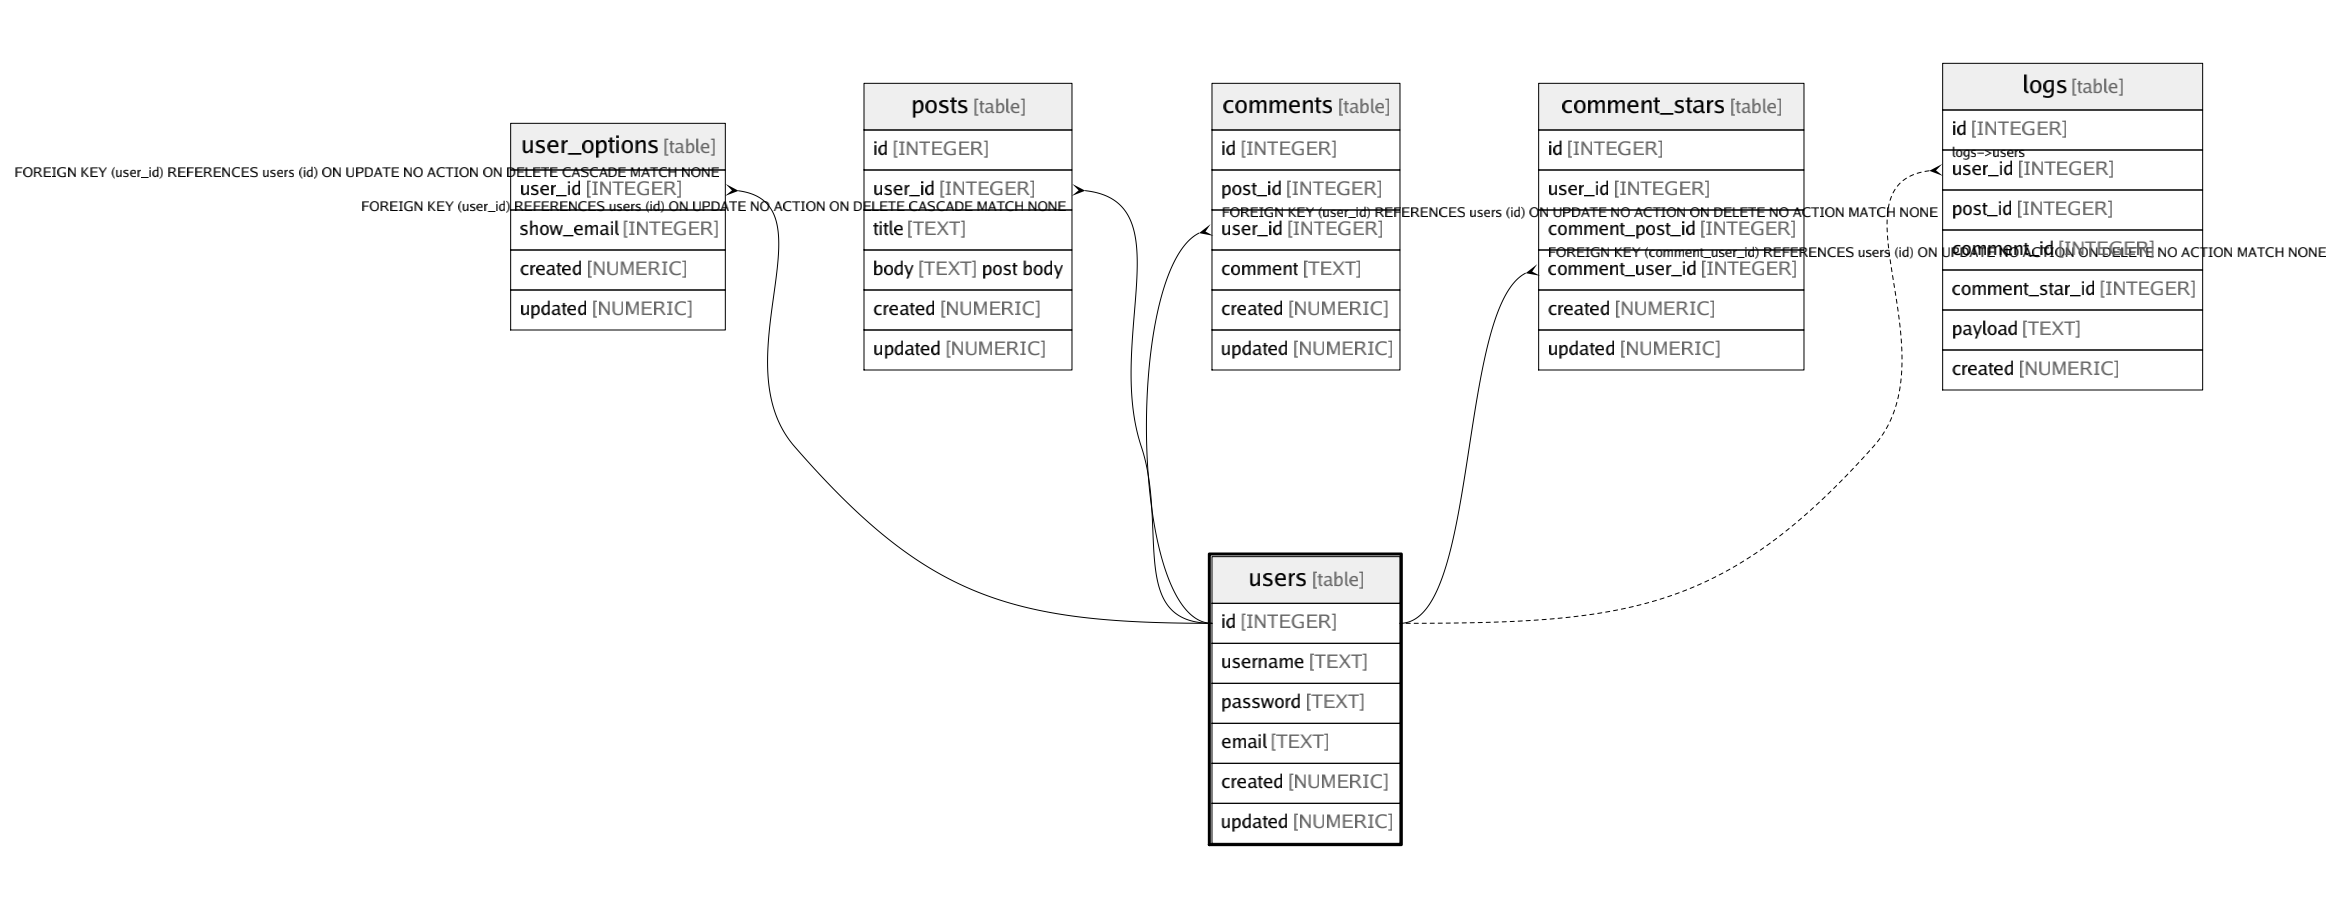 user_options [table]
FOREIGN KEY (user_id) REFERENCES users (id) ON UPDATE NO ACTION ON DELETE CASCADE MATCH NONE
user_id [INTEGER]
show_email [INTEGER]
created [NUMERIC]
updated [NUMERIC]
posts [table]
id [INTEGER]
user_id [INTEGER]
FOREIGN KEY (user_id) REFERENCES users (id) ON UPDATE NO ACTION ON DELETE CASCADE MATCH NONE
title [TEXT]
body [TEXT] post body
created [NUMERIC]
updated [NUMERIC]
comments [table]
id [INTEGER]
post_id [INTEGER]
FOREIGN KEY (user_id) REFERENCES users (id) ON UPDATE NO ACTION ON DELETE NO ACTION MATCH NONE
user_id [INTEGER]
comment [TEXT]
created [NUMERIC]
updated [NUMERIC]
comment_stars [table]
id [INTEGER]
user_id [INTEGER]
comment_post_id [INTEGER]
FOREIGN KEY (comment_user_id) REFERENCES users (id) ON UPDATE NO ACTION ON DELETE NO ACTION MATCH NONE
comment_user_id [INTEGER]
created [NUMERIC]
updated [NUMERIC]
logs [table]
id [INTEGER]
logs->users
user_id [INTEGER]
post_id [INTEGER]
comment_id [INTEGER]
comment_star_id [INTEGER]
payload [TEXT]
created [NUMERIC]
users [table]
id [INTEGER]
username [TEXT]
password [TEXT]
email [TEXT]
created [NUMERIC]
updated [NUMERIC]